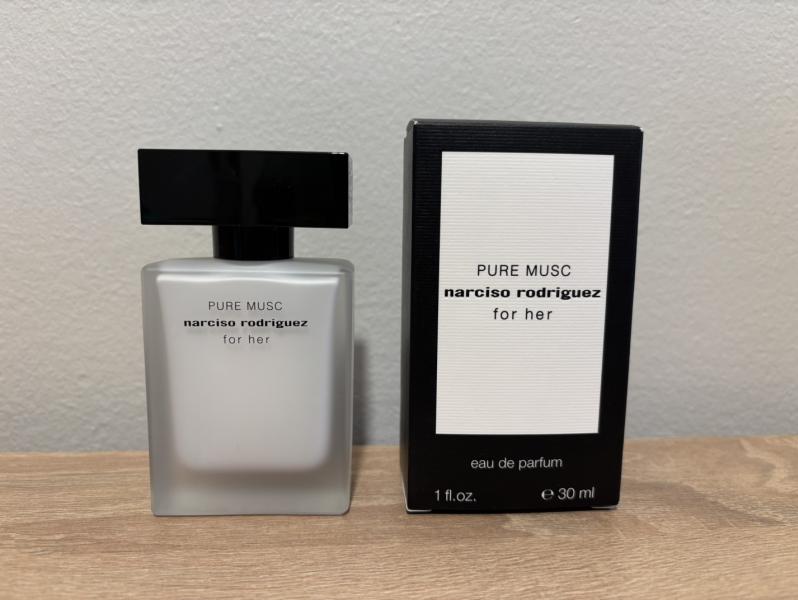 PURE MUSC
narciso rodriguez
for her
PURE MUSC
narciso rodriguez
for her
eau de parfum
1 fl.oz. ℮ 30 ml